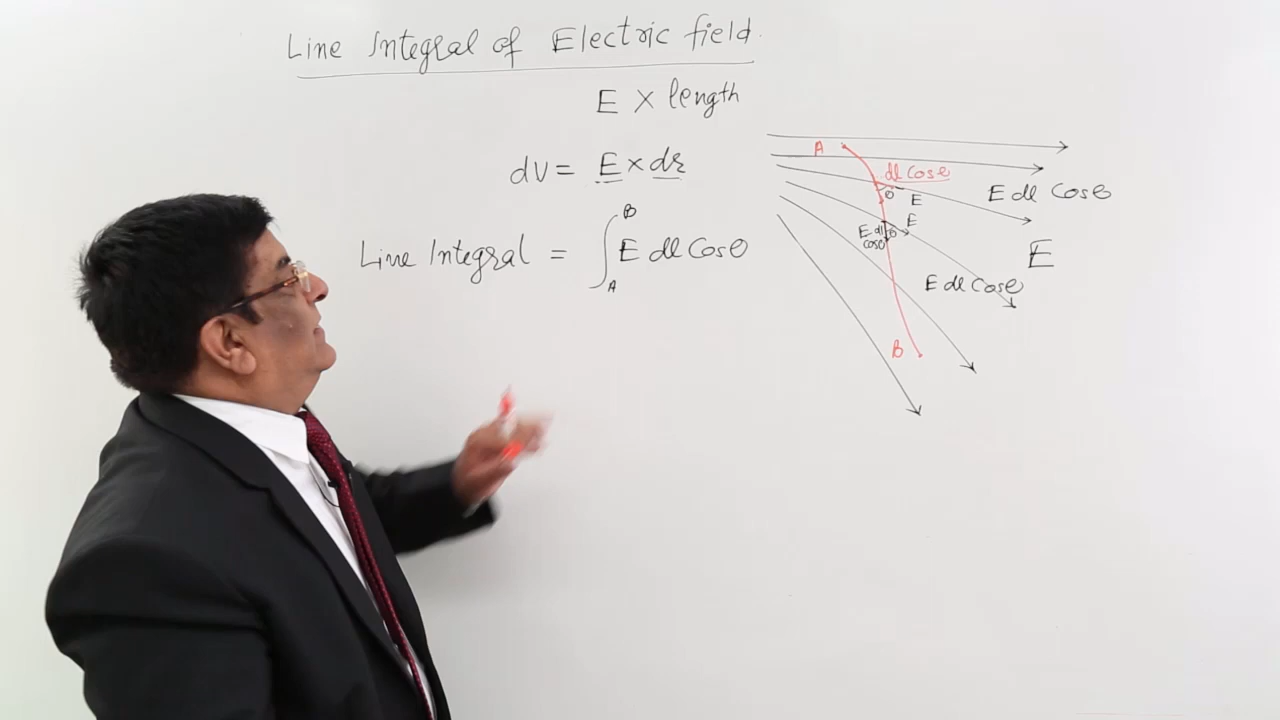 Line Integral of Electric field.
E × length
dv = E × dr
Line Integral = ∫ E dl Cosθ
B
A
A
dl Cosθ
θ
E
E dl Cosθ
E
θ
E dl
cosθ
E
E dl Cosθ
B